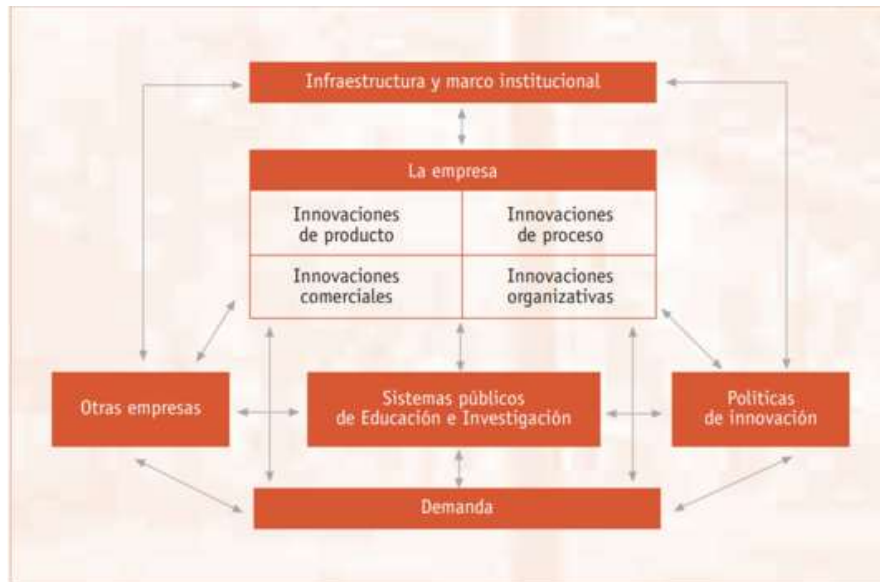 Infraestructura y marco institucional
La empresa
Innovaciones
de producto
Innovaciones
de proceso
Innovaciones
comerciales
Innovaciones
organizativas
Otras empresas
Sistemas públicos
de Educación e Investigación
Políticas
de innovación
Demanda